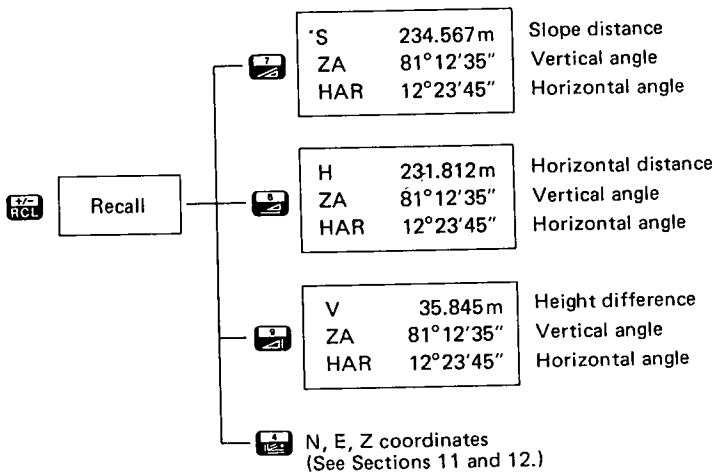 7
S 234.567m Slope distance
ZA 81°12'35" Vertical angle
HAR 12°23'45" Horizontal angle
+/-
RCL
Recall
8
H 231.812m Horizontal distance
ZA 81°12'35" Vertical angle
HAR 12°23'45" Horizontal angle
9
V 35.845m Height difference
ZA 81°12'35" Vertical angle
HAR 12°23'45" Horizontal angle
4
N, E, Z coordinates
(See Sections 11 and 12.)